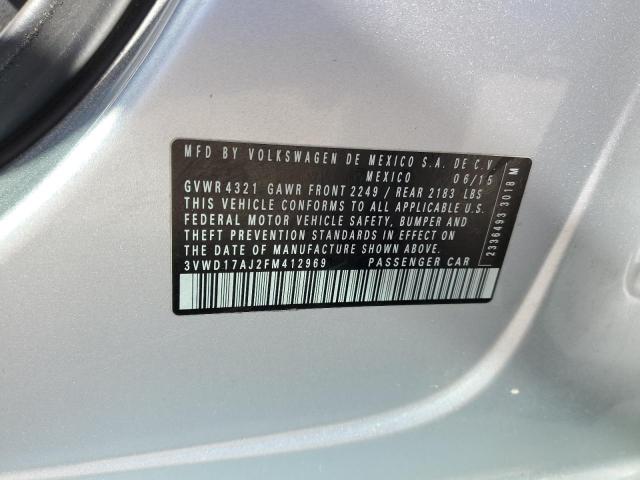 MFD BY VOLKSWAGEN DE MEXICO S.A. DE C.V.
MEXICO 06/15
GVWR 4321 GAWR FRONT 2249 / REAR 2183 LBS
THIS VEHICLE CONFORMS TO ALL APPLICABLE U.S.
FEDERAL MOTOR VEHICLE SAFETY, BUMPER AND
THEFT PREVENTION STANDARDS IN EFFECT ON
THE DATE OF MANUFACTURE SHOWN ABOVE.
3VWD17AJ2FM412969 PASSENGER CAR
2336493 3018 M